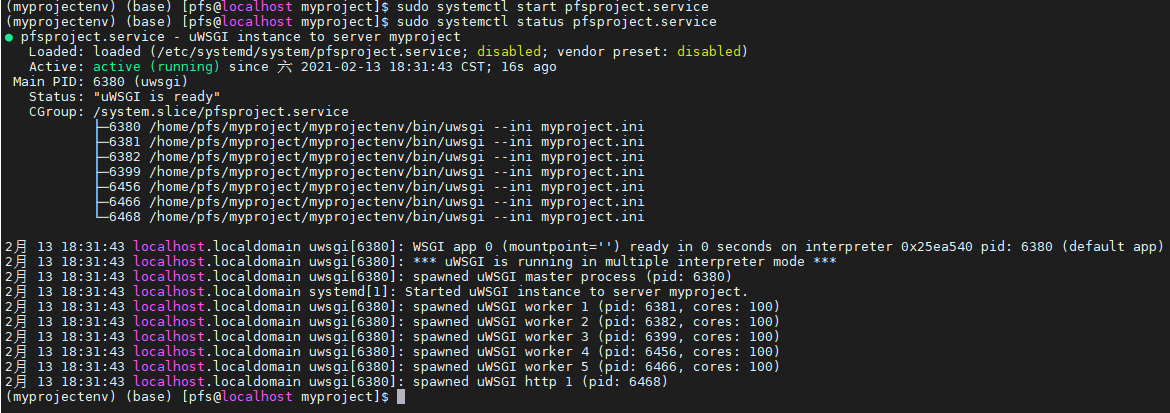 (myprojectenv) (base) [pfs@localhost myproject]$ sudo systemctl start pfsproject.service
(myprojectenv) (base) [pfs@localhost myproject]$ sudo systemctl status pfsproject.service
● pfsproject.service - uWSGI instance to server myproject
   Loaded: loaded (/etc/systemd/system/pfsproject.service; disabled; vendor preset: disabled)
   Active: active (running) since 六 2021-02-13 18:31:43 CST; 16s ago
 Main PID: 6380 (uwsgi)
   Status: "uWSGI is ready"
   CGroup: /system.slice/pfsproject.service
           ├─6380 /home/pfs/myproject/myprojectenv/bin/uwsgi --ini myproject.ini
           ├─6381 /home/pfs/myproject/myprojectenv/bin/uwsgi --ini myproject.ini
           ├─6382 /home/pfs/myproject/myprojectenv/bin/uwsgi --ini myproject.ini
           ├─6399 /home/pfs/myproject/myprojectenv/bin/uwsgi --ini myproject.ini
           ├─6456 /home/pfs/myproject/myprojectenv/bin/uwsgi --ini myproject.ini
           ├─6466 /home/pfs/myproject/myprojectenv/bin/uwsgi --ini myproject.ini
           └─6468 /home/pfs/myproject/myprojectenv/bin/uwsgi --ini myproject.ini
2月 13 18:31:43 localhost.localdomain uwsgi[6380]: WSGI app 0 (mountpoint='') ready in 0 seconds on interpreter 0x25ea540 pid: 6380 (default app)
2月 13 18:31:43 localhost.localdomain uwsgi[6380]: *** uWSGI is running in multiple interpreter mode ***
2月 13 18:31:43 localhost.localdomain uwsgi[6380]: spawned uWSGI master process (pid: 6380)
2月 13 18:31:43 localhost.localdomain systemd[1]: Started uWSGI instance to server myproject.
2月 13 18:31:43 localhost.localdomain uwsgi[6380]: spawned uWSGI worker 1 (pid: 6381, cores: 100)
2月 13 18:31:43 localhost.localdomain uwsgi[6380]: spawned uWSGI worker 2 (pid: 6382, cores: 100)
2月 13 18:31:43 localhost.localdomain uwsgi[6380]: spawned uWSGI worker 3 (pid: 6399, cores: 100)
2月 13 18:31:43 localhost.localdomain uwsgi[6380]: spawned uWSGI worker 4 (pid: 6456, cores: 100)
2月 13 18:31:43 localhost.localdomain uwsgi[6380]: spawned uWSGI worker 5 (pid: 6466, cores: 100)
2月 13 18:31:43 localhost.localdomain uwsgi[6380]: spawned uWSGI http 1 (pid: 6468)
(myprojectenv) (base) [pfs@localhost myproject]$